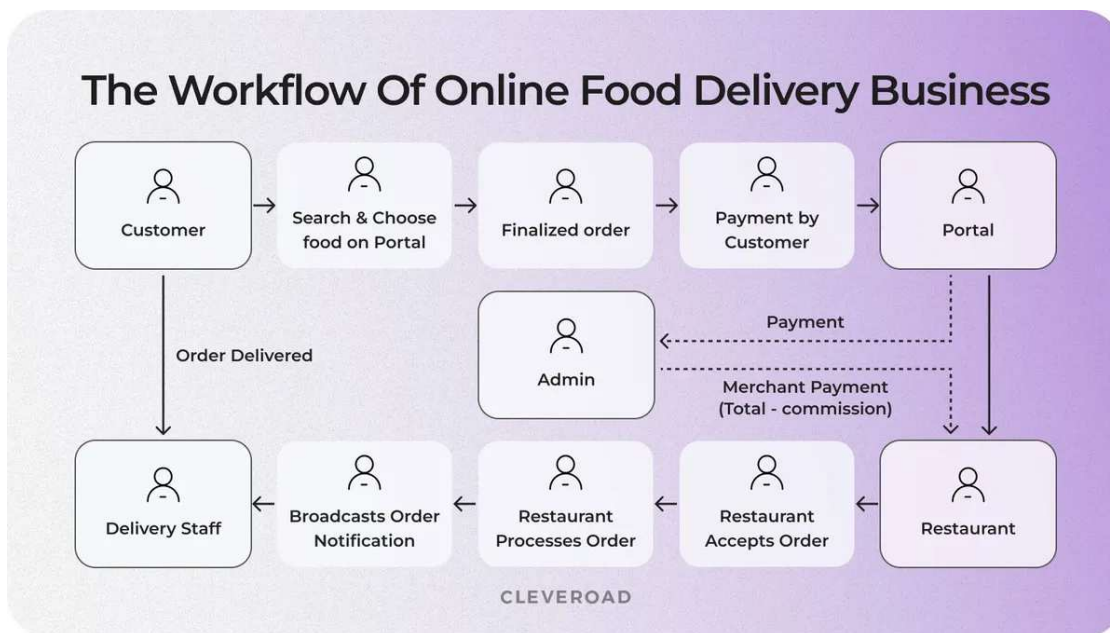 The Workflow Of Online Food Delivery Business
Customer
Search & Choose
food on Portal
Finalized order
Payment by
Customer
Portal
Payment
Admin
Order Delivered
Merchant Payment
(Total - commission)
Delivery Staff
Broadcasts Order
Notification
Restaurant
Processes Order
Restaurant
Accepts Order
Restaurant
CLEVEROAD